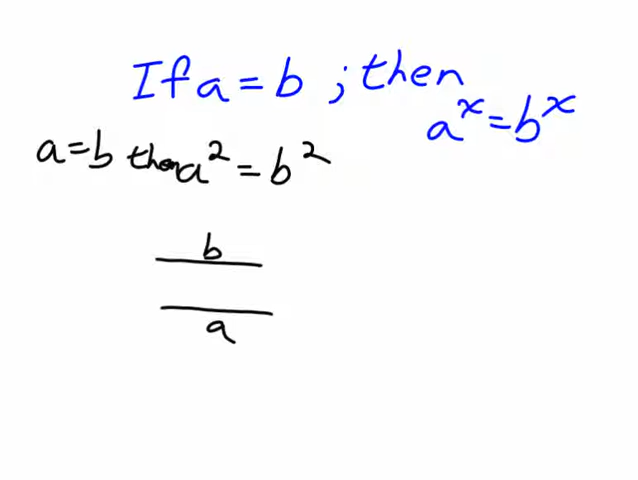 If a = b ; then
a^x = b^x
a = b then a² = b²
b
a